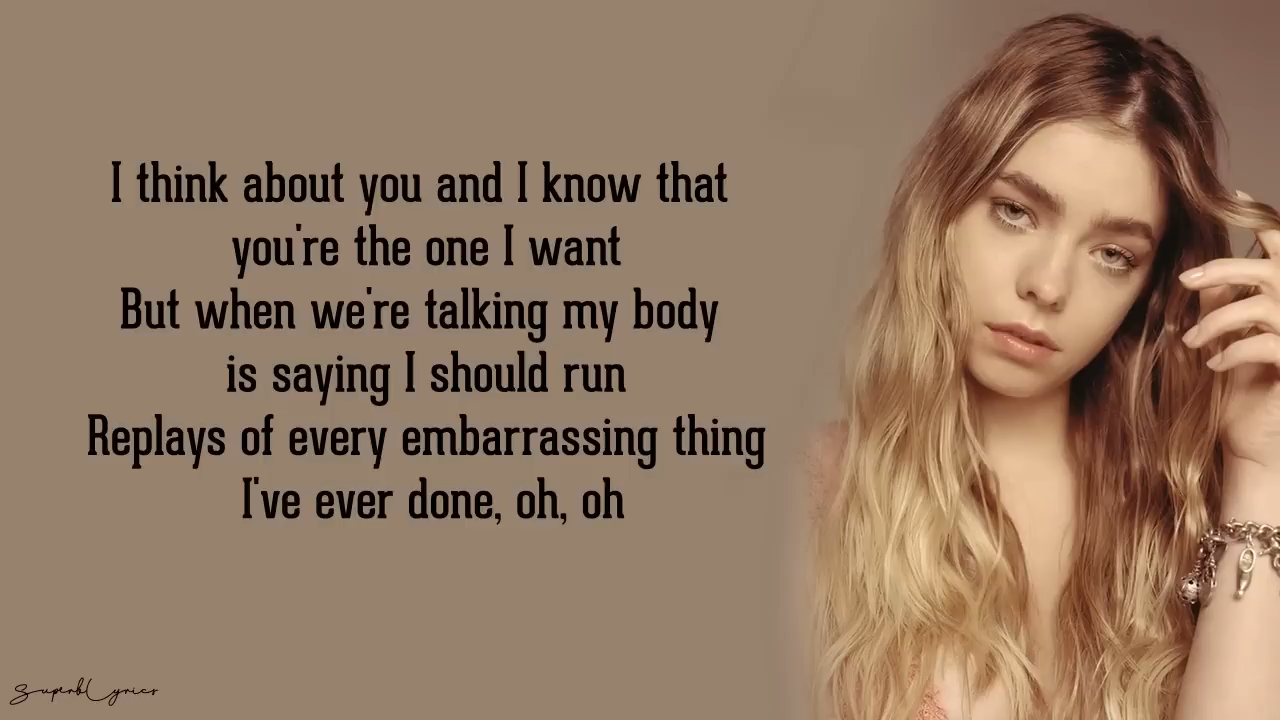 I think about you and I know that
you're the one I want
But when we're talking my body
is saying I should run
Replays of every embarrassing thing
I've ever done, oh, oh
SuperbLyrics